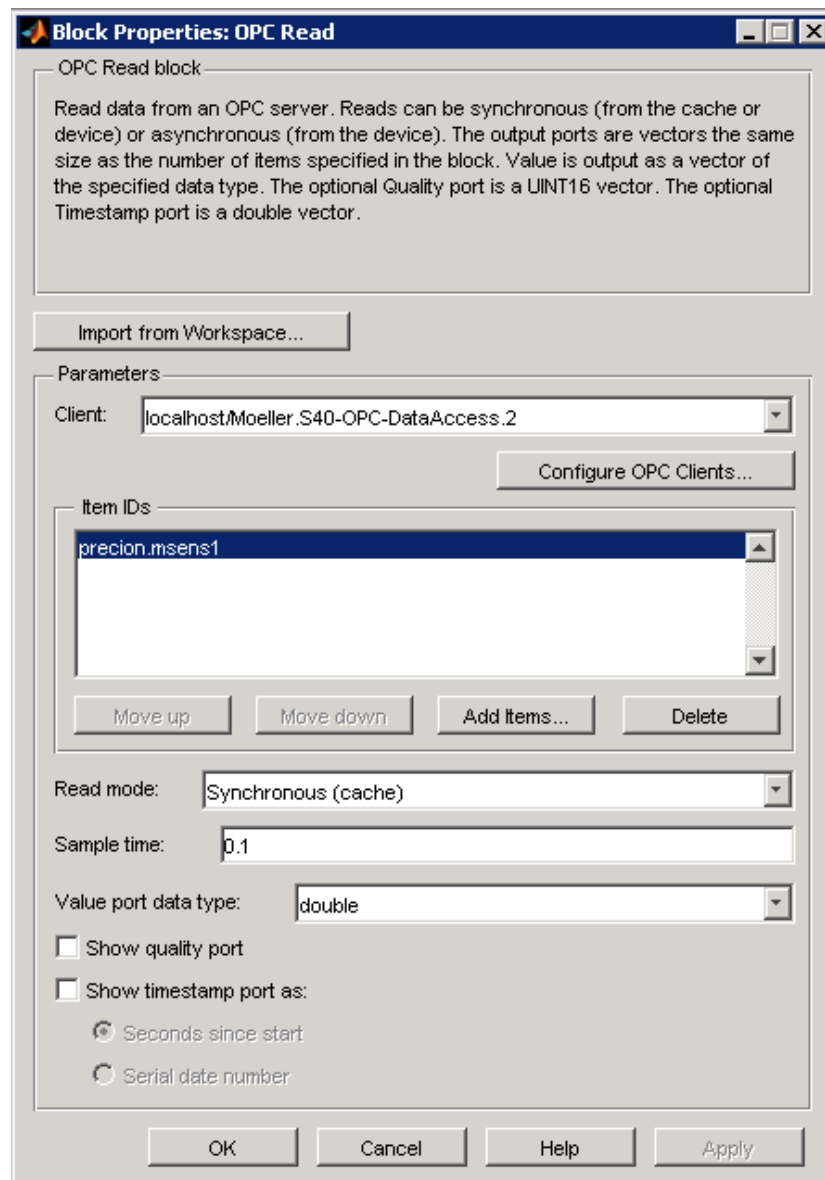 Block Properties: OPC Read
OPC Read block
Read data from an OPC server. Reads can be synchronous (from the cache or
device) or asynchronous (from the device). The output ports are vectors the same
size as the number of items specified in the block. Value is output as a vector of
the specified data type. The optional Quality port is a UINT16 vector. The optional
Timestamp port is a double vector.
Import from Workspace...
Parameters
Client: localhost/Moeller.S40-OPC-DataAccess.2
Configure OPC Clients...
Item IDs
precion.msens1
Move up Move down Add Items... Delete
Read mode: Synchronous (cache)
Sample time: 0.1
Value port data type: double
Show quality port
Show timestamp port as:
Seconds since start
Serial date number
OK Cancel Help Apply